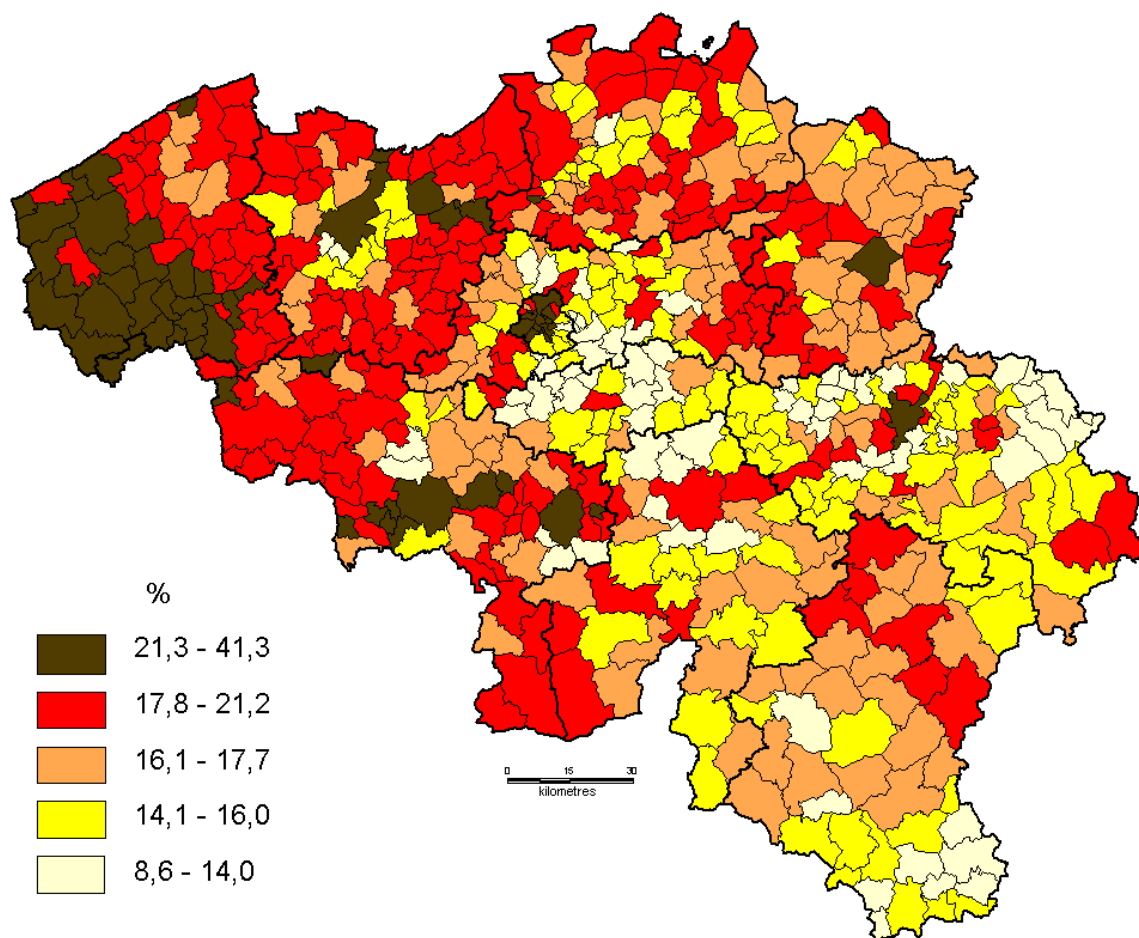 %
21,3 - 41,3
17,8 - 21,2
16,1 - 17,7
14,1 - 16,0
8,6 - 14,0
0 15 30
kilometres